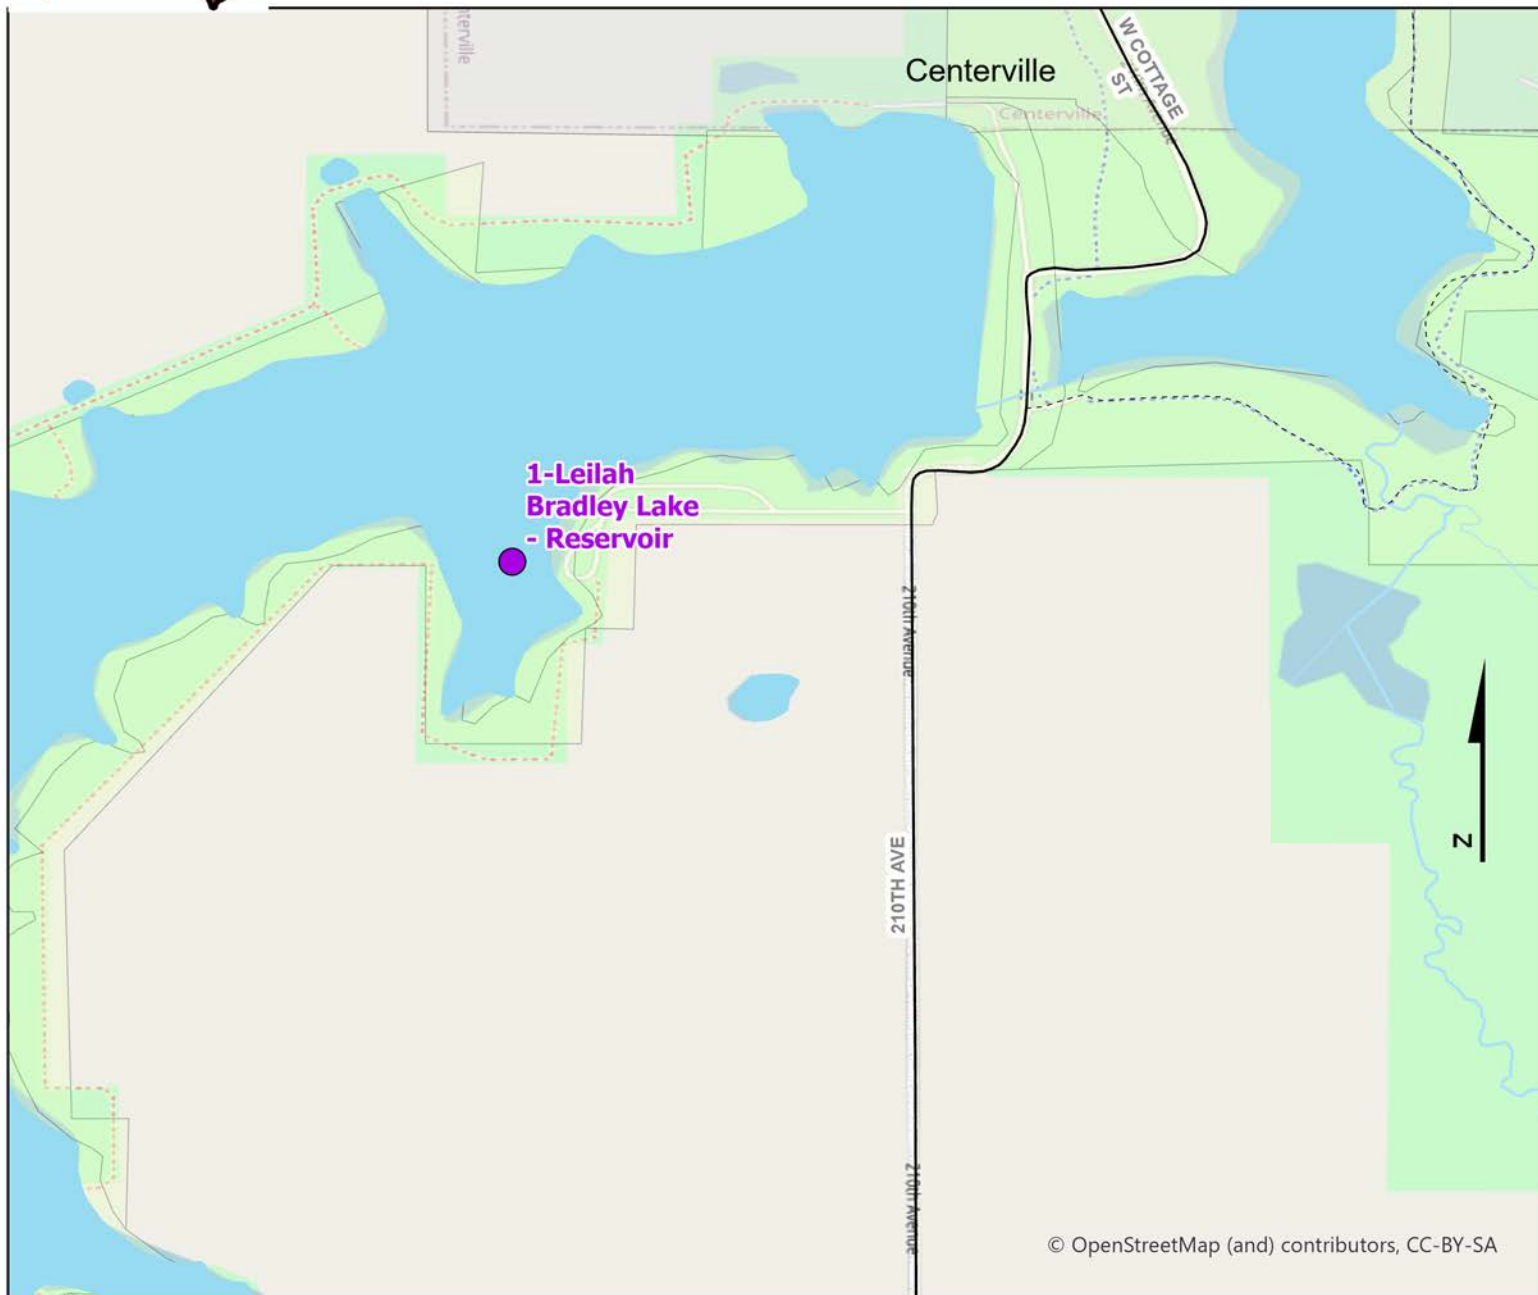 nterville
Centerville
W COTTAGE
ST
Centerville
1-Leilah
Bradley Lake
- Reservoir
210th Avenue
210TH AVE
N
210th Avenue
© OpenStreetMap (and) contributors, CC-BY-SA